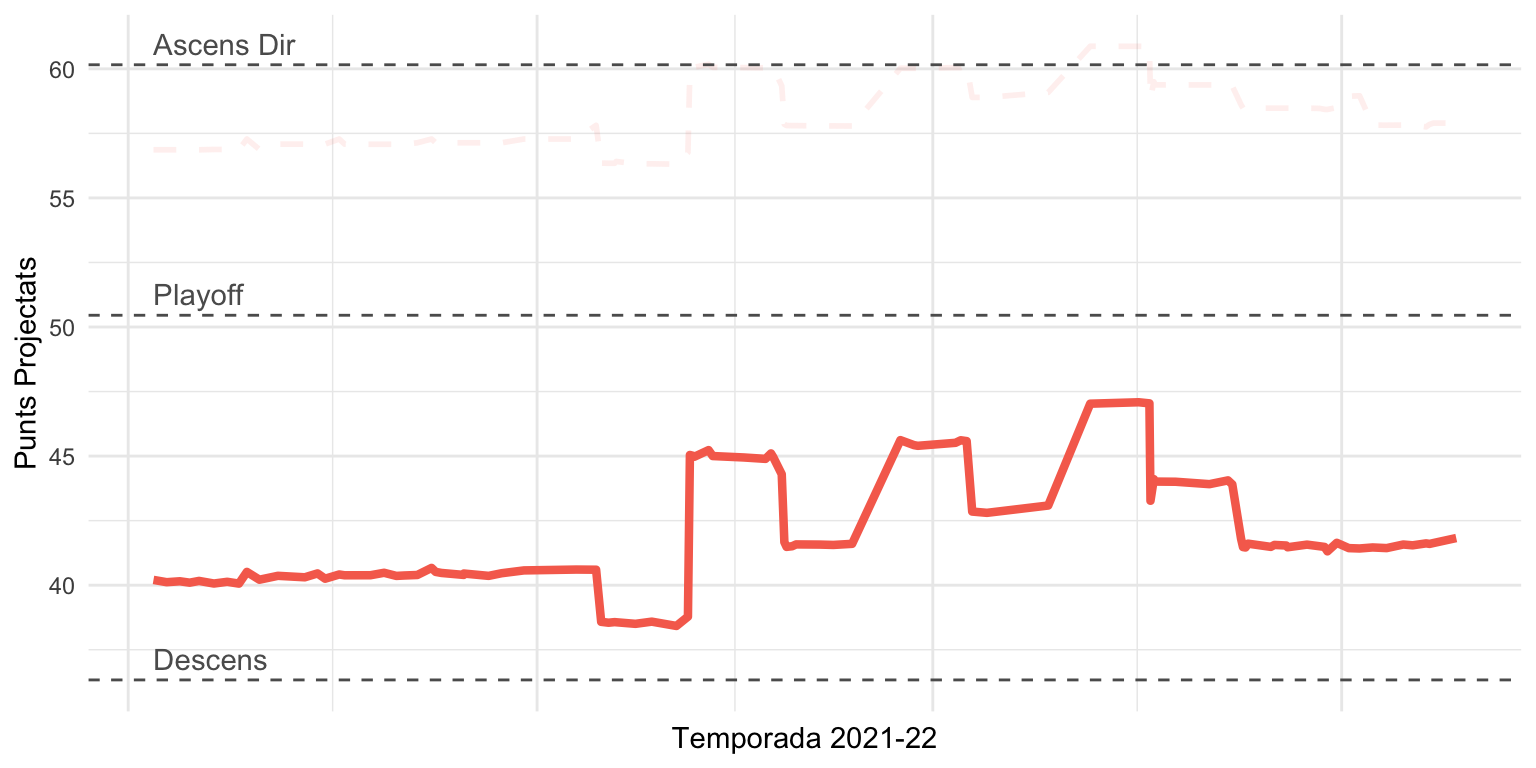 Ascens Dir
60
55
Playoff
50
45
40
Descens
Punts Projectats
Temporada 2021-22